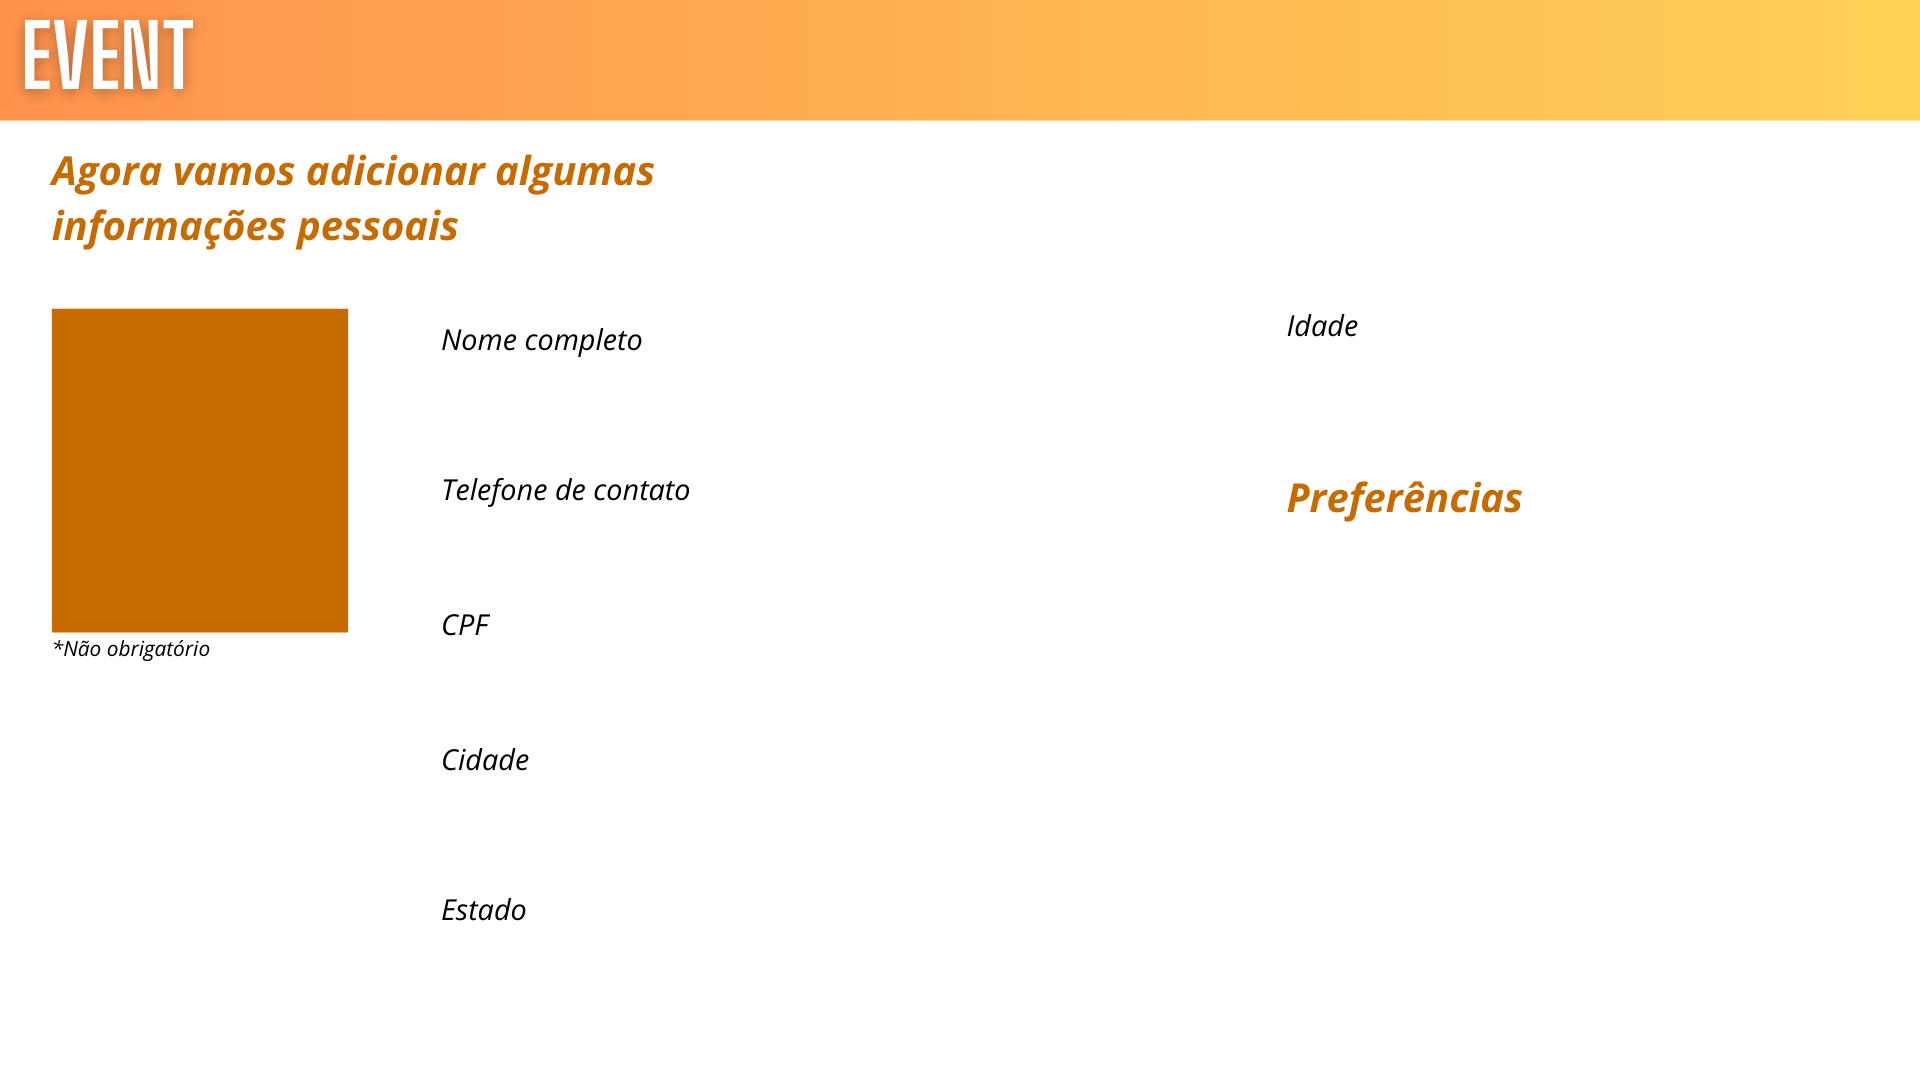 EVENT
Agora vamos adicionar algumas
informações pessoais
*Não obrigatório
Nome completo
Telefone de contato
CPF
Cidade
Estado
Idade
Preferências